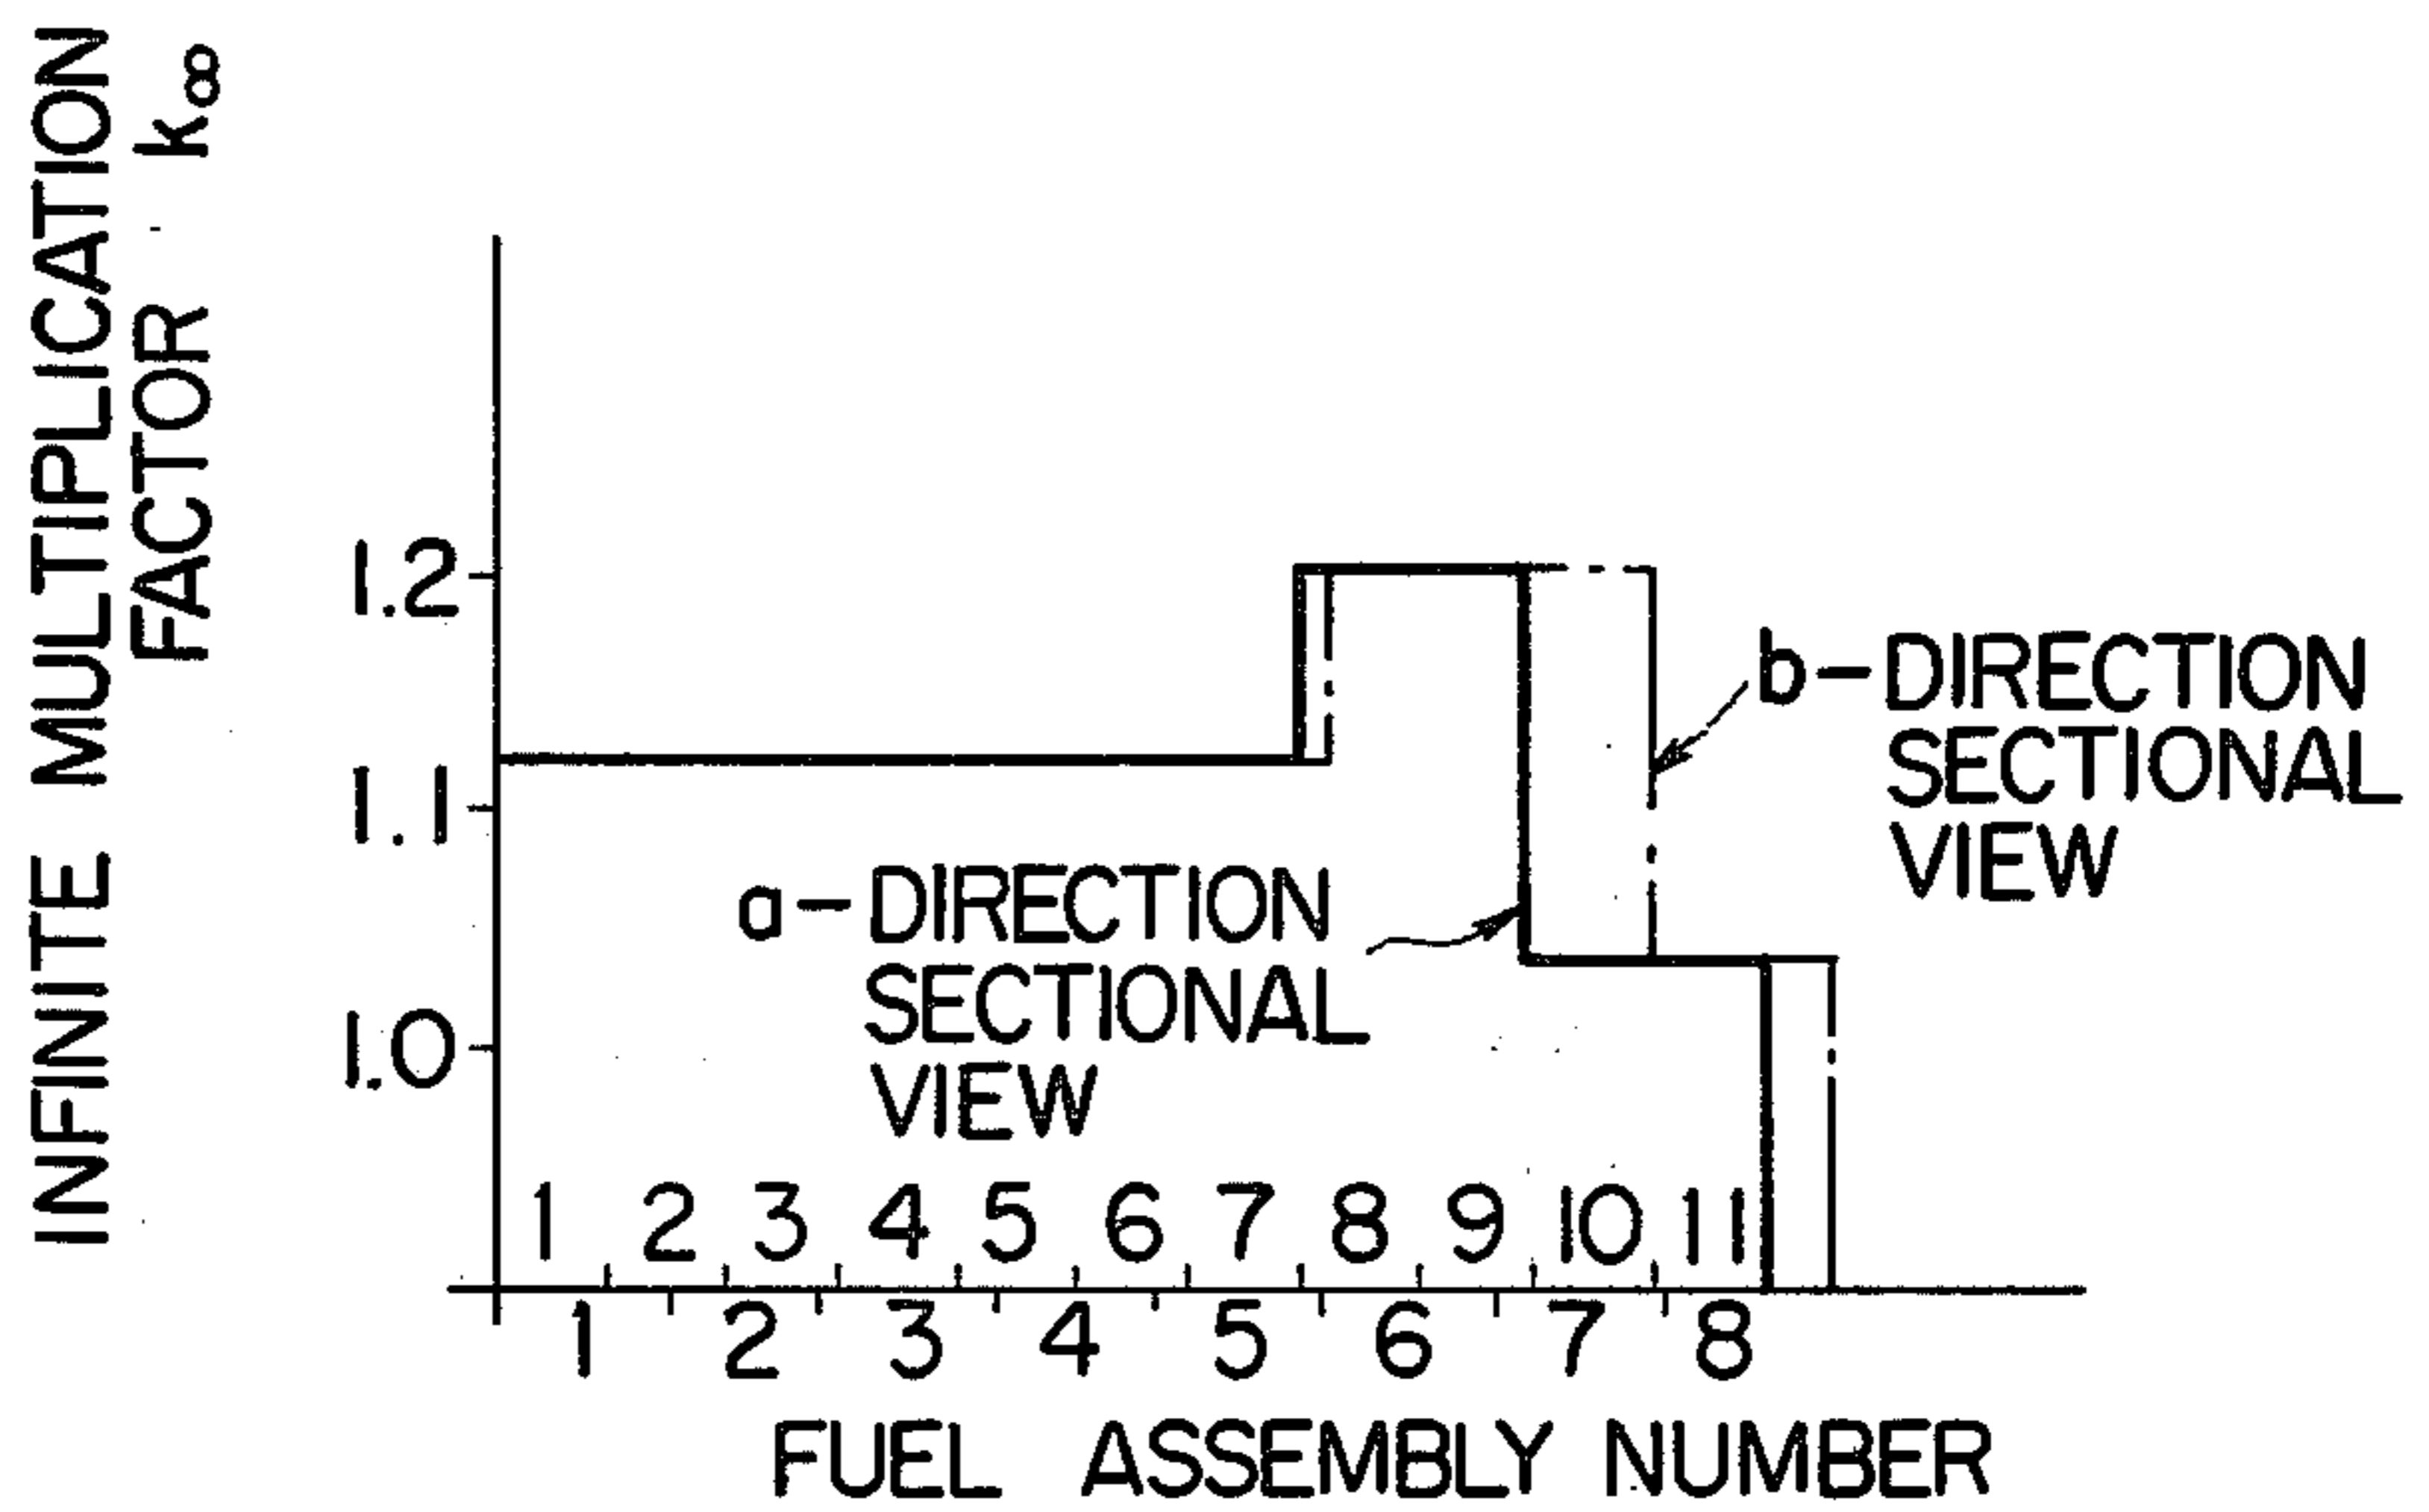 INFINITE MULTIPLICATION
FACTOR k∞
1.2
1.1
1.0
b-DIRECTION
SECTIONAL
VIEW
a-DIRECTION
SECTIONAL
VIEW
1 2 3 4 5 6 7 8 9 10 11
1 2 3 4 5 6 7 8
FUEL ASSEMBLY NUMBER